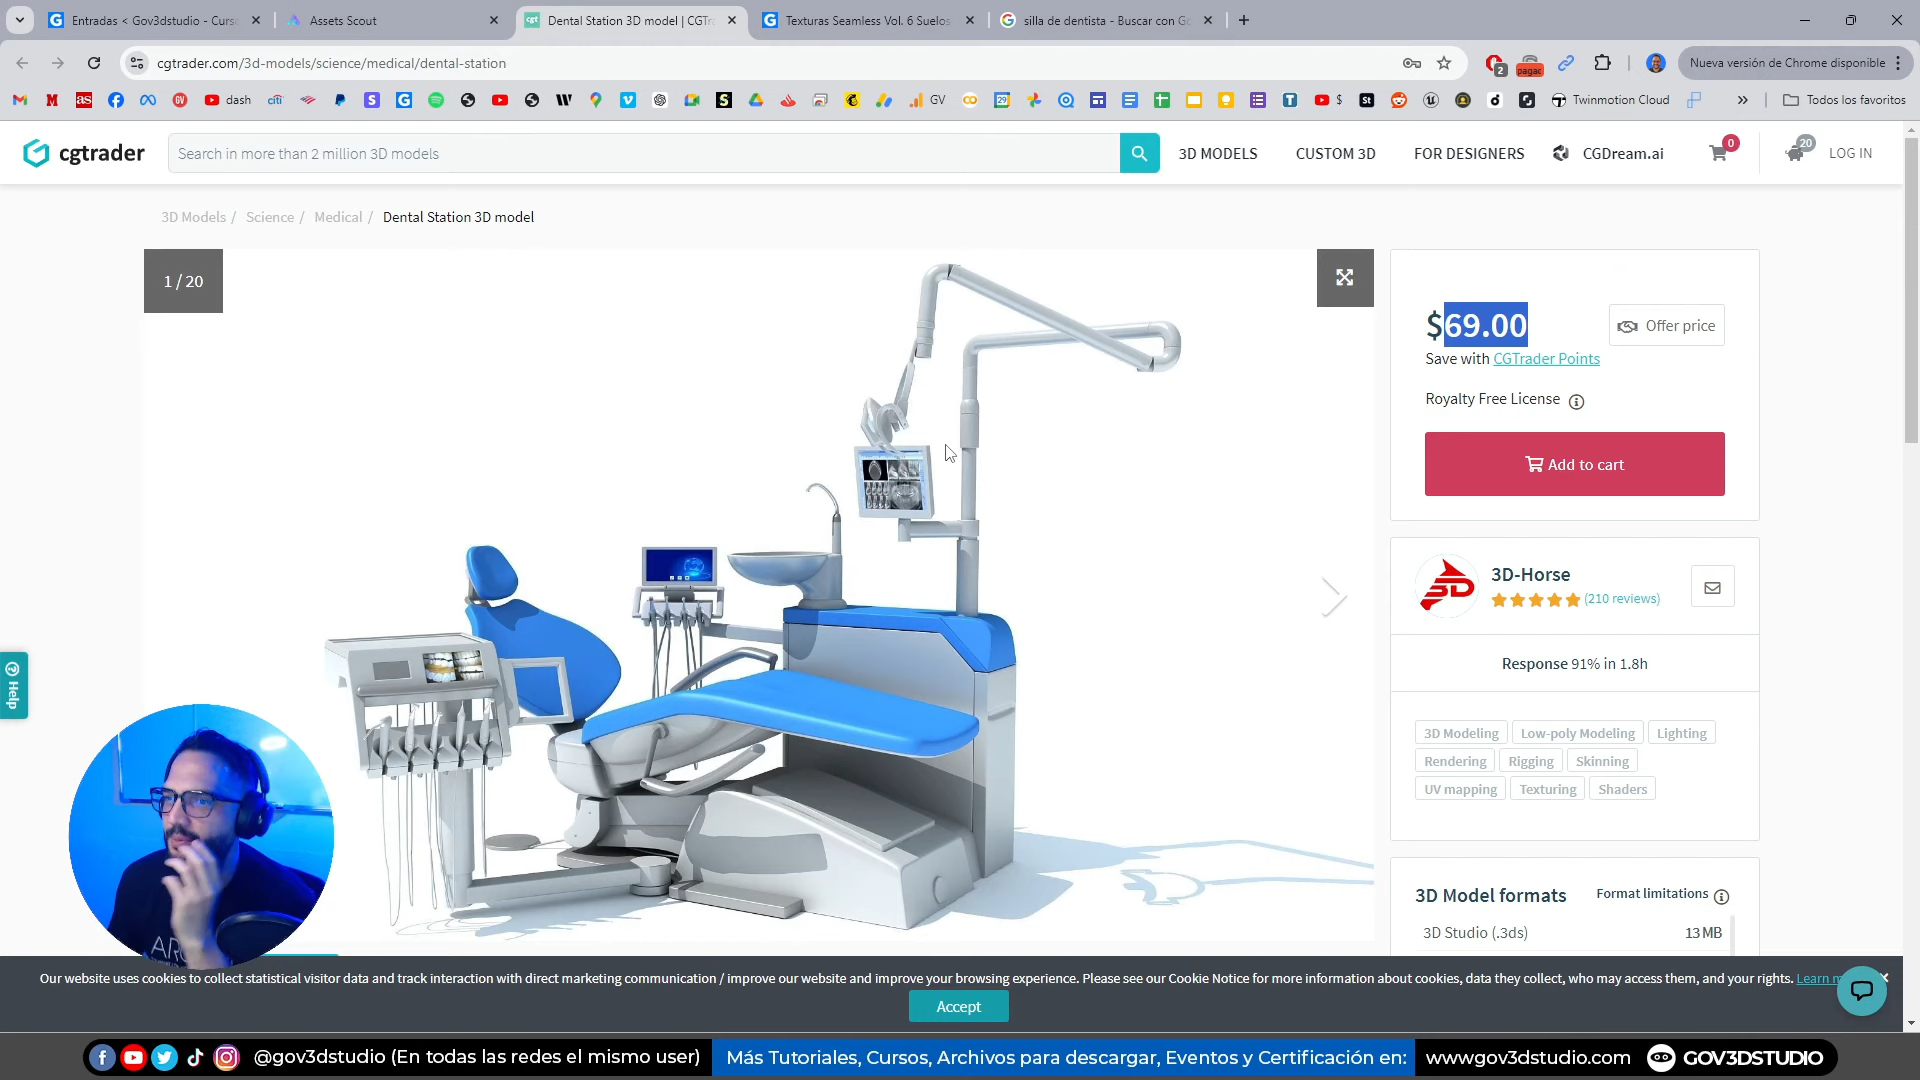 Entradas < Gov3dstudio - Curso
Assets Scout
Dental Station 3D model | CGTr
Texturas Seamless Vol. 6 Suelos
silla de dentista - Buscar con Go
cgtrader.com/3d-models/science/medical/dental-station
Nueva versión de Chrome disponible
dash
citi
GV
$
Twinmotion Cloud
Todos los favoritos
cgtrader
Search in more than 2 million 3D models
3D MODELS
CUSTOM 3D
FOR DESIGNERS
CGDream.ai
0
20
LOG IN
3D Models / Science / Medical / Dental Station 3D model
1 / 20
$69.00
Offer price
Save with CGTrader Points
Royalty Free License
Add to cart
3D-Horse
(210 reviews)
Response 91% in 1.8h
3D Modeling Low-poly Modeling Lighting
Rendering Rigging Skinning
UV mapping Texturing Shaders
3D Model formats
Format limitations
3D Studio (.3ds)
13 MB
Help
Our website uses cookies to collect statistical visitor data and track interaction with direct marketing communication / improve our website and improve your browsing experience. Please see our Cookie Notice for more information about cookies, data they collect, who may access them, and your rights. Learn
Accept
@gov3dstudio (En todas las redes el mismo user)
Más Tutoriales, Cursos, Archivos para descargar, Eventos y Certificación en:
www.gov3dstudio.com
GOV3DSTUDIO